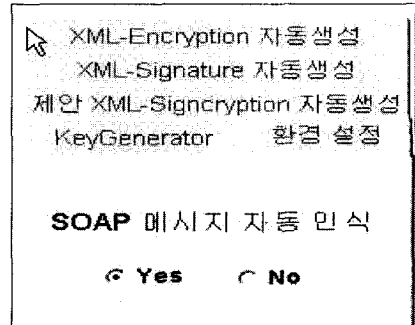 XML-Encryption 자동생성
XML-Signature 자동생성
제안 XML-Signcryption 자동생성
KeyGenerator 환경 설정
SOAP 메시지 자동 인식
Yes No